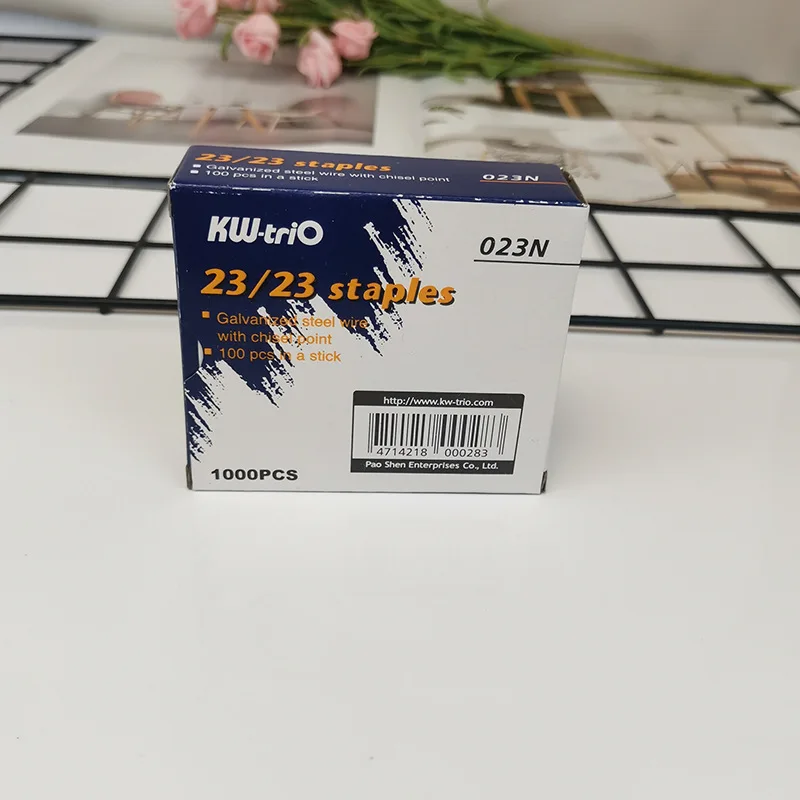 23/23 staples
Galvanized steel wire with chisel point
100 pcs in a stick
023N
KW-triO
023N
23/23 staples
Galvanized steel wire
with chisel point
100 pcs in a stick
http://www.kw-trio.com
4714218 000283
Pao Shen Enterprises Co., Ltd.
1000PCS